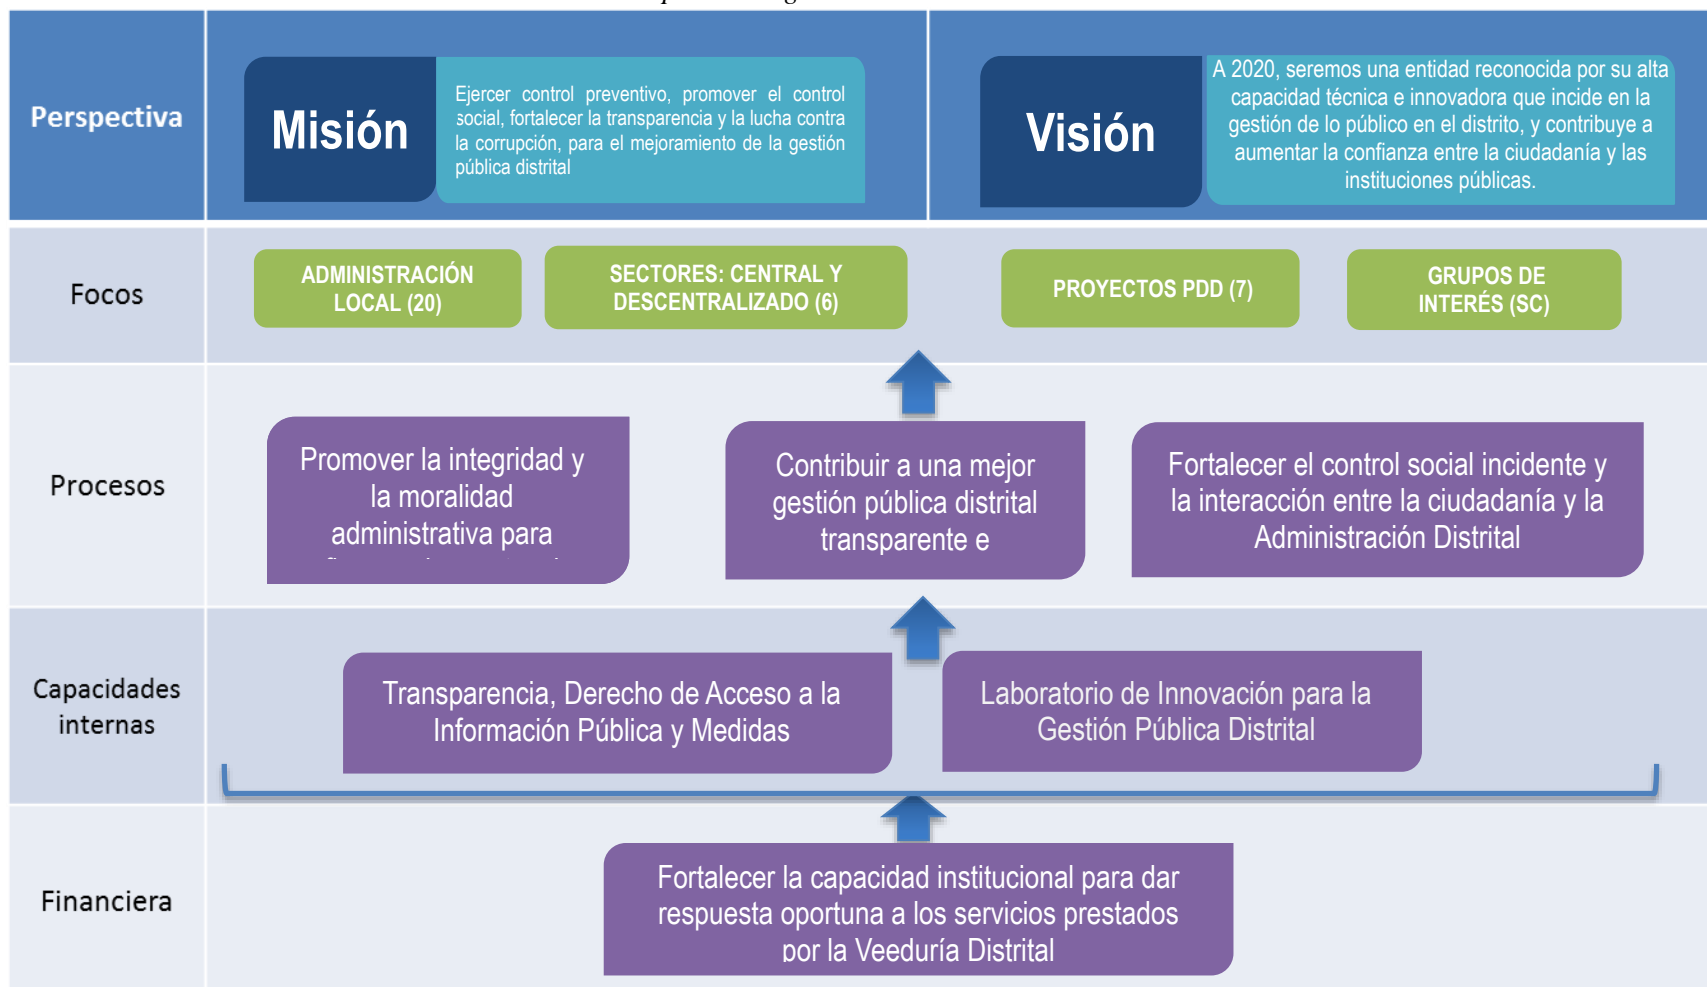 Perspectiva
Misión
Ejercer control preventivo, promover el control
social, fortalecer la transparencia y la lucha contra
la corrupción, para el mejoramiento de la gestión
pública distrital
Visión
A 2020, seremos una entidad reconocida por su alta
capacidad técnica e innovadora que incide en la
gestión de lo público en el distrito, y contribuye a
aumentar la confianza entre la ciudadanía y las
instituciones públicas.
Focos
ADMINISTRACIÓN
LOCAL (20)
SECTORES: CENTRAL Y
DESCENTRALIZADO (6)
PROYECTOS PDD (7)
GRUPOS DE
INTERÉS (SC)
Procesos
Promover la integridad y
la moralidad
administrativa para
Contribuir a una mejor
gestión pública distrital
transparente e
Fortalecer el control social incidente y
la interacción entre la ciudadanía y la
Administración Distrital
Capacidades
internas
Transparencia, Derecho de Acceso a la
Información Pública y Medidas
Laboratorio de Innovación para la
Gestión Pública Distrital
Financiera
Fortalecer la capacidad institucional para dar
respuesta oportuna a los servicios prestados
por la Veeduría Distrital